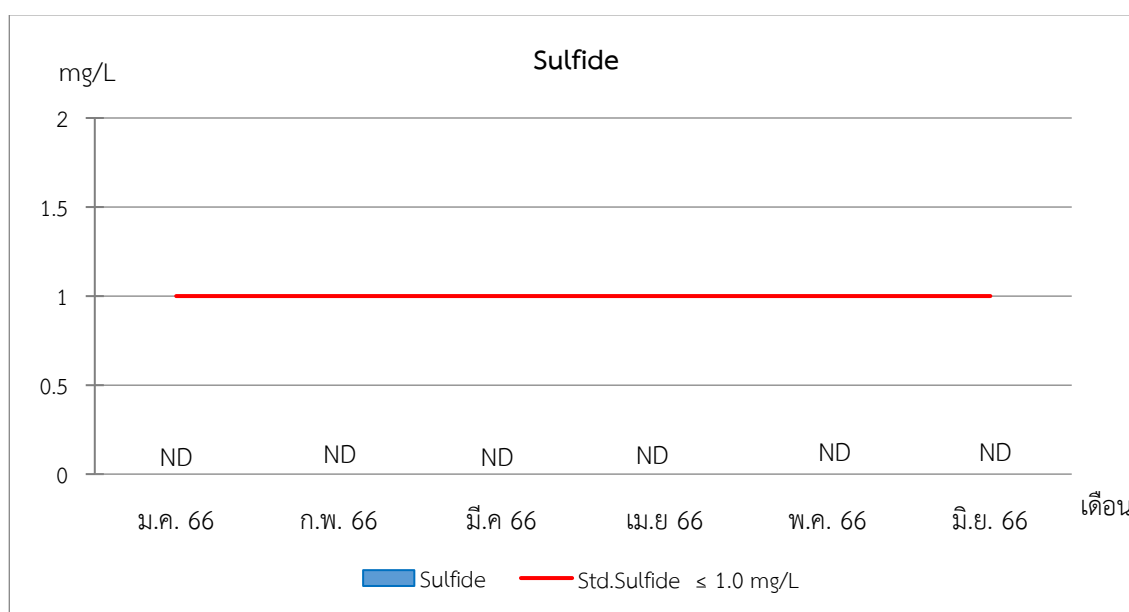 Sulfide
mg/L
2
1.5
1
0.5
0
ND ND ND ND ND ND
ม.ค. 66 ก.พ. 66 มี.ค 66 เม.ย 66 พ.ค. 66 มิ.ย. 66
เดือน
Sulfide Std.Sulfide ≤ 1.0 mg/L